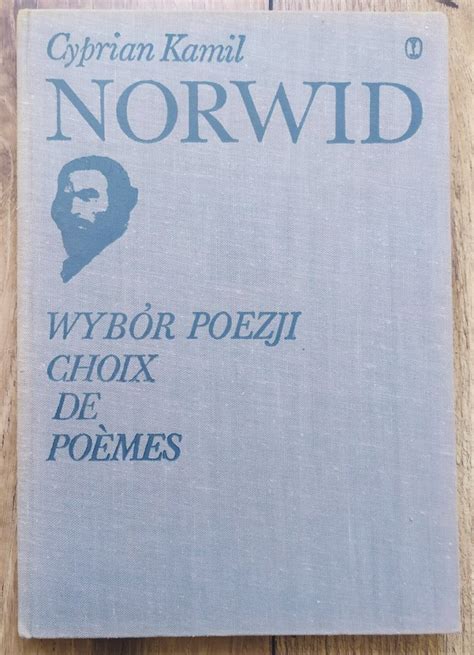 Cyprian Kamil
NORWID
WYBÓR POEZJI
CHOIX
DE
POÈMES